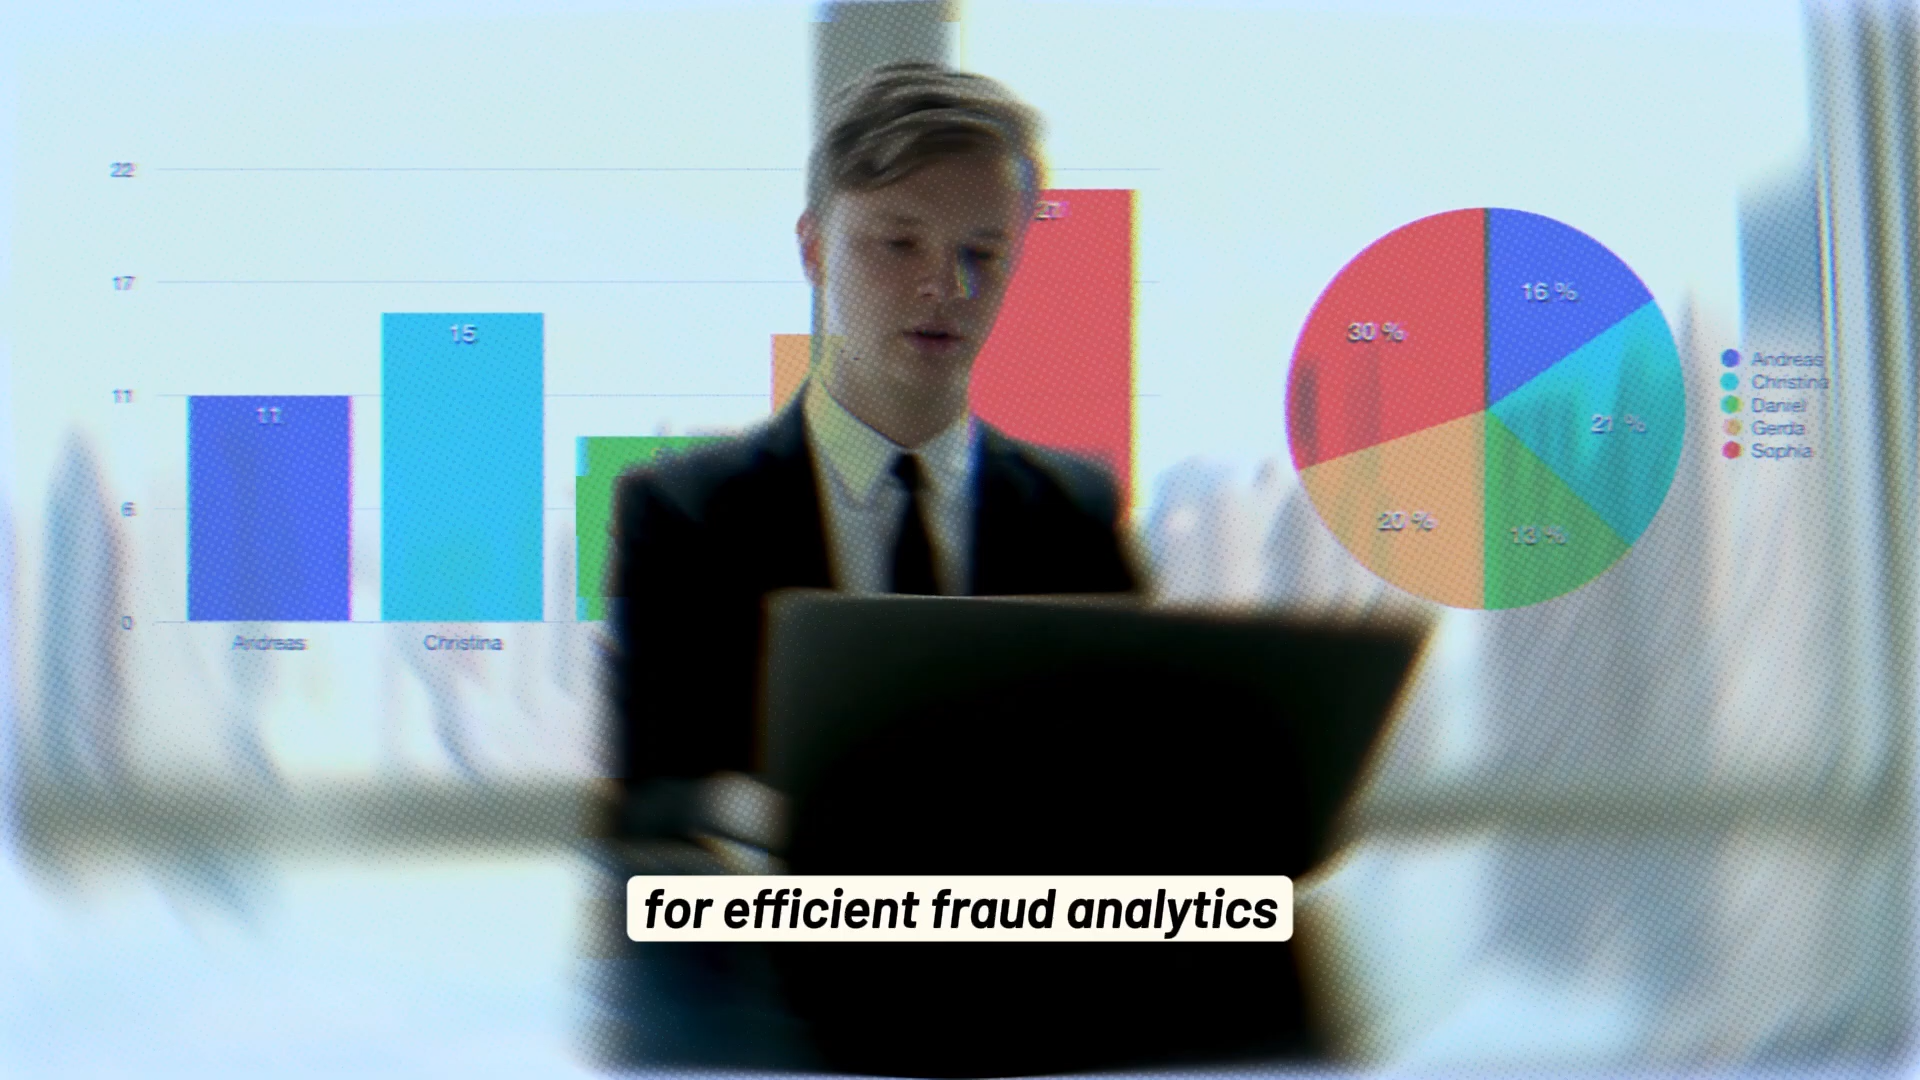 22
17
11
6
0
11
15
21
Andreas
Christina
16 %
21 %
13 %
20 %
30 %
Andreas
Christina
Daniel
Gerda
Sophia
for efficient fraud analytics